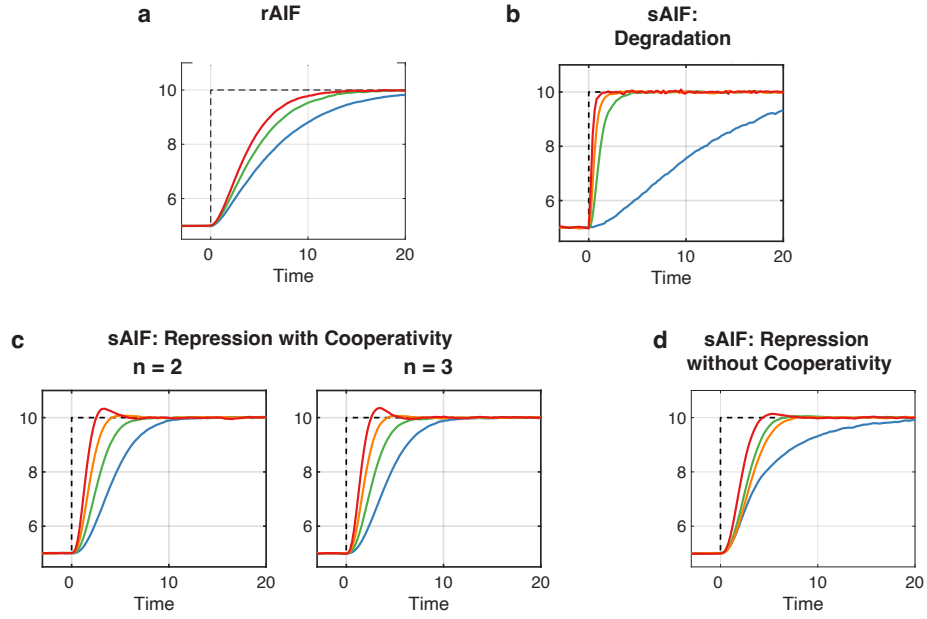 a
rAIF
10
8
6
0
10
20
Time
b
sAIF:
Degradation
10
8
6
0
10
20
Time
c
sAIF: Repression with Cooperativity
n = 2
10
8
6
0
10
20
Time
n = 3
10
8
6
0
10
20
Time
d
sAIF: Repression
without Cooperativity
10
8
6
0
10
20
Time